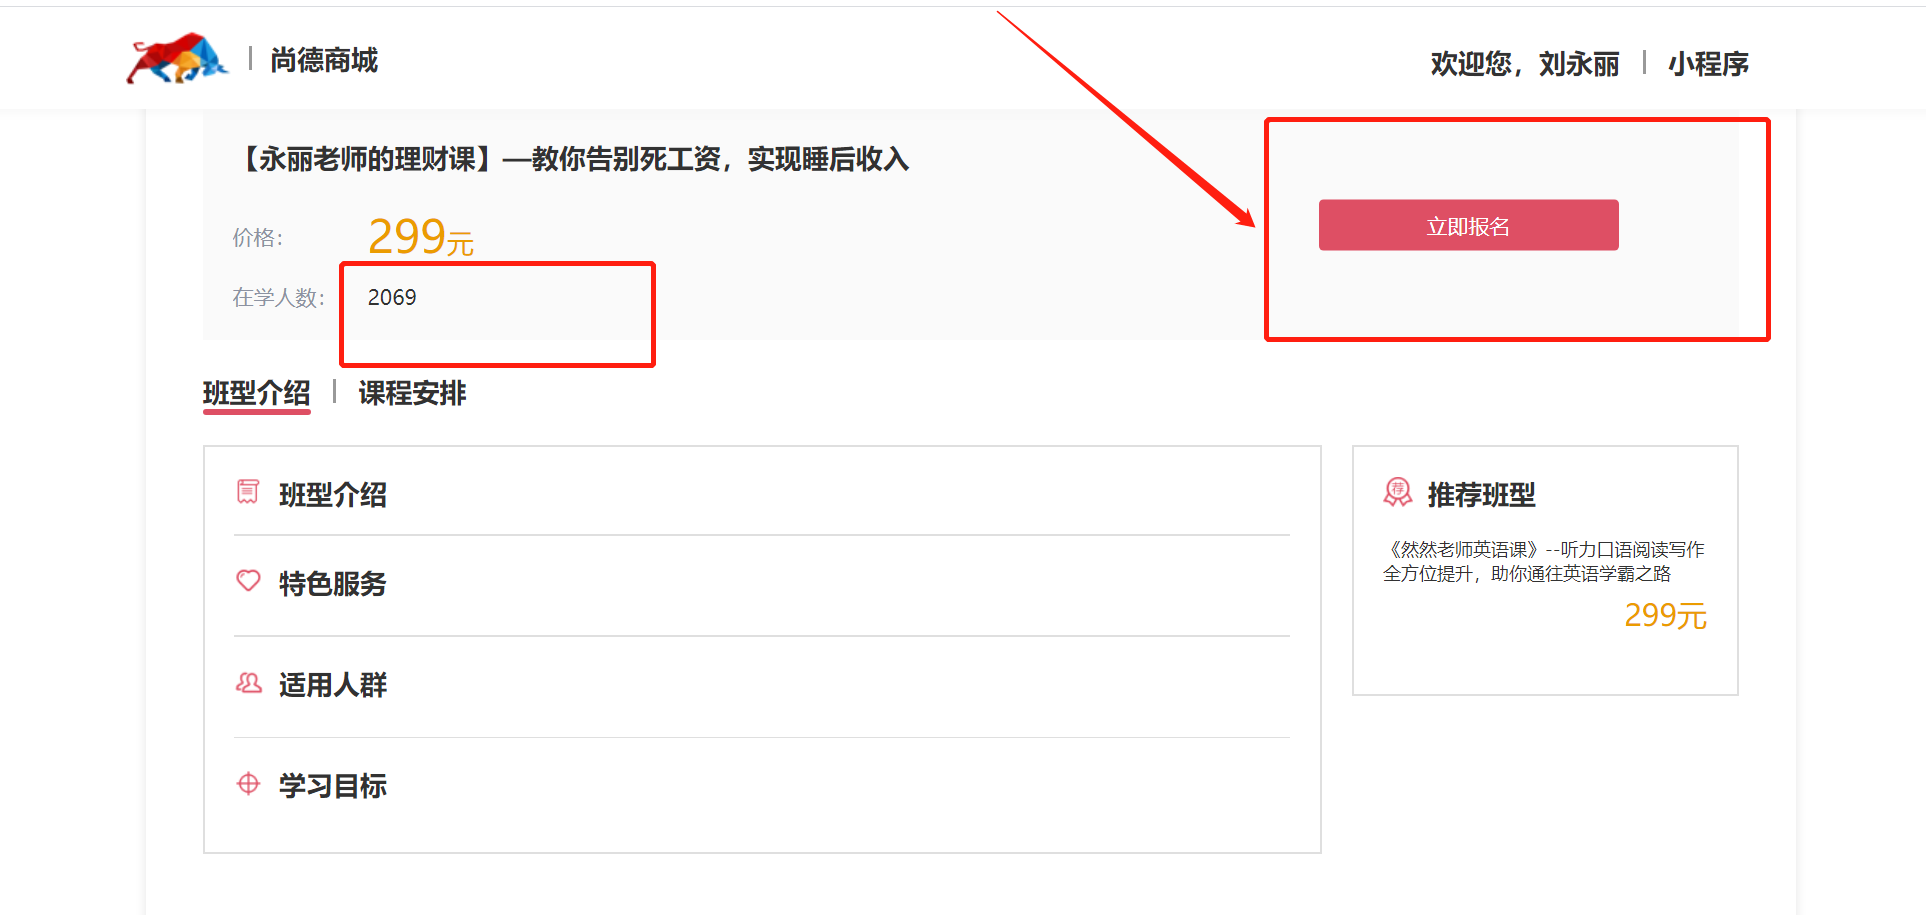 尚德商城
欢迎您，刘永丽
小程序
【永丽老师的理财课】—教你告别死工资，实现睡后收入
价格：
299元
立即报名
在学人数：
2069
班型介绍
课程安排
班型介绍
特色服务
适用人群
学习目标
荐
推荐班型
《然然老师英语课》--听力口语阅读写作
全方位提升，助你通往英语学霸之路
299元